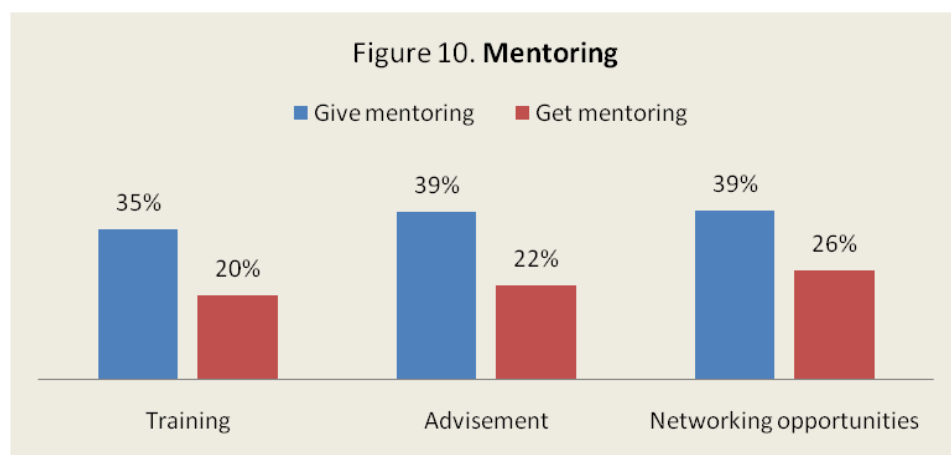 Figure 10. Mentoring
Give mentoring Get mentoring
35% 20% 39% 22% 39% 26%
Training Advisement Networking opportunities